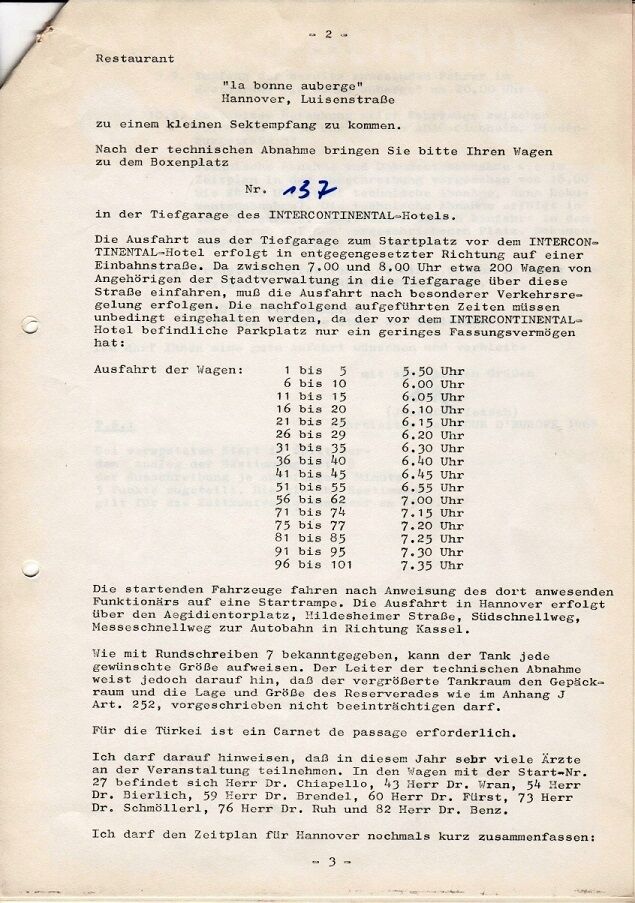 - 2 -
Restaurant
"la bonne auberge"
Hannover, Luisenstraße
zu einem kleinen Sektempfang zu kommen.
Nach der technischen Abnahme bringen Sie bitte Ihren Wagen
zu dem Boxenplatz
Nr. 137
in der Tiefgarage des INTERCONTINENTAL-Hotels.
Die Ausfahrt aus der Tiefgarage zum Startplatz vor dem INTERCON-
TINENTAL-Hotel erfolgt in entgegengesetzter Richtung auf einer
Einbahnstraße. Da zwischen 7.00 und 8.00 Uhr etwa 200 Wagen von
Angehörigen der Stadtverwaltung in die Tiefgarage über diese
Straße einfahren, muß die Ausfahrt nach besonderer Verkehrsre-
gelung erfolgen. Die nachfolgend aufgeführten Zeiten müssen
unbedingt eingehalten werden, da der vor dem INTERCONTINENTAL-
Hotel befindliche Parkplatz nur ein geringes Fassungsvermögen
hat:
Ausfahrt der Wagen: 1 bis 5 5.50 Uhr
6 bis 10 6.00 Uhr
11 bis 15 6.05 Uhr
16 bis 20 6.10 Uhr
21 bis 25 6.15 Uhr
26 bis 29 6.20 Uhr
31 bis 35 6.30 Uhr
36 bis 40 6.40 Uhr
41 bis 45 6.45 Uhr
51 bis 55 6.55 Uhr
56 bis 62 7.00 Uhr
71 bis 74 7.15 Uhr
75 bis 77 7.20 Uhr
81 bis 85 7.25 Uhr
91 bis 95 7.30 Uhr
96 bis 101 7.35 Uhr
Die startenden Fahrzeuge fahren nach Anweisung des dort anwesenden
Funktionärs auf eine Startrampe. Die Ausfahrt in Hannover erfolgt
über den Aegidientorplatz, Hildesheimer Straße, Südschnellweg,
Messeschnellweg zur Autobahn in Richtung Kassel.
Wie mit Rundschreiben 7 bekanntgegeben, kann der Tank jede
gewünschte Größe aufweisen. Der Leiter der technischen Abnahme
weist jedoch darauf hin, daß der vergrößerte Tankraum den Gepäck-
raum und die Lage und Größe des Reserverades wie im Anhang J
Art. 252, vorgeschrieben nicht beeinträchtigen darf.
Für die Türkei ist ein Carnet de passage erforderlich.
Ich darf darauf hinweisen, daß in diesem Jahr sehr viele Ärzte
an der Veranstaltung teilnehmen. In den Wagen mit der Start-Nr.
27 befindet sich Herr Dr. Chiapello, 43 Herr Dr. Wran, 54 Herr
Dr. Bierlich, 59 Herr Dr. Brendel, 60 Herr Dr. Fürst, 73 Herr
Dr. Schmöllerl, 76 Herr Dr. Ruh und 82 Herr Dr. Benz.
Ich darf den Zeitplan für Hannover nochmals kurz zusammenfassen:
- 3 -